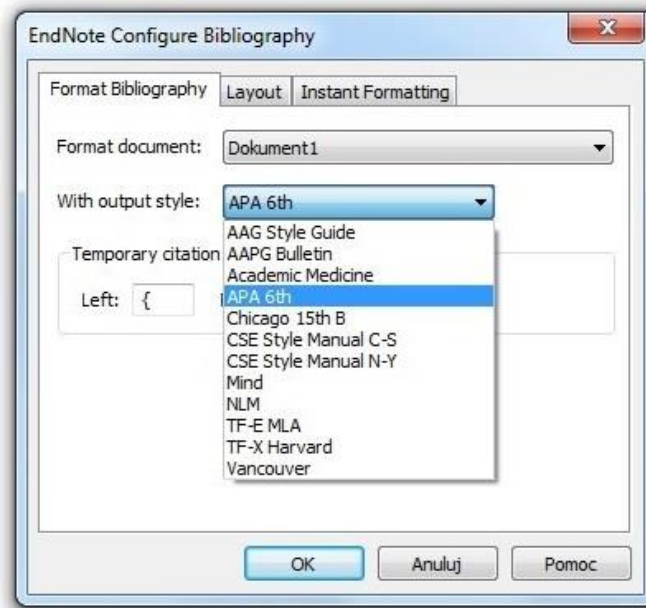 EndNote Configure Bibliography
Format Bibliography Layout Instant Formatting
Format document: Dokument1
With output style: APA 6th
AAG Style Guide
Temporary citation AAPG Bulletin
Academic Medicine
Left: { APA 6th
Chicago 15th B
CSE Style Manual C-S
CSE Style Manual N-Y
Mind
NLM
TF-E MLA
TF-X Harvard
Vancouver
OK Anuluj Pomoc